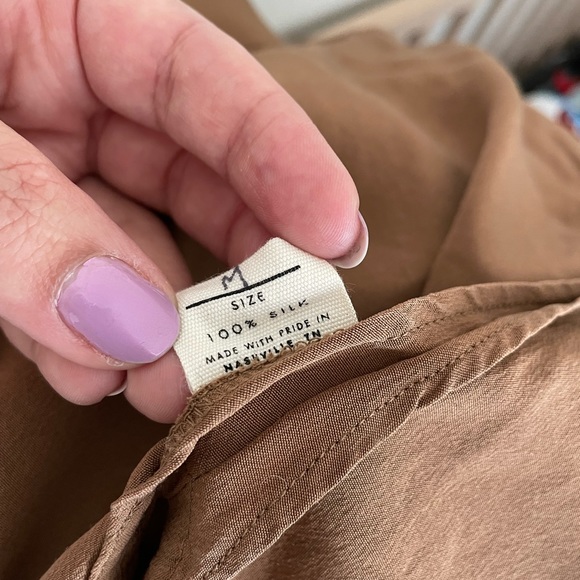 M
SIZE
100% SILK
MADE WITH PRIDE IN
NASHVILLE, TN